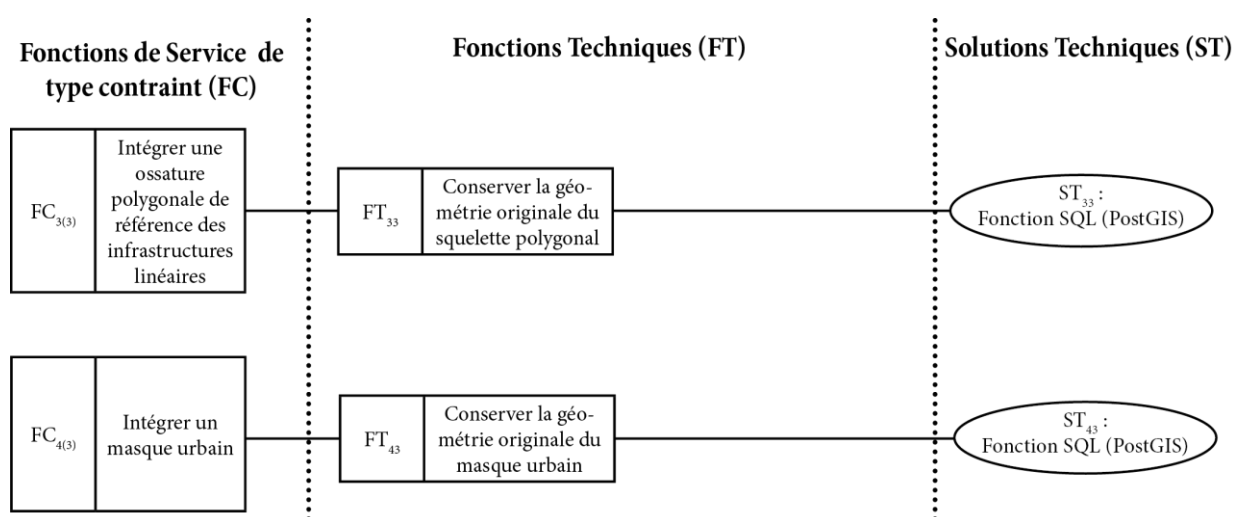 Fonctions de Service de
type contraint (FC)
Fonctions Techniques (FT)
Solutions Techniques (ST)
FC3(3)
Intégrer une
ossature
polygonale de
référence des
infrastructures
linéaires
FT33
Conserver la géo-
métrie originale du
squelette polygonal
ST33 :
Fonction SQL (PostGIS)
FC4(3)
Intégrer un
masque urbain
FT43
Conserver la géo-
métrie originale du
masque urbain
ST43 :
Fonction SQL (PostGIS)